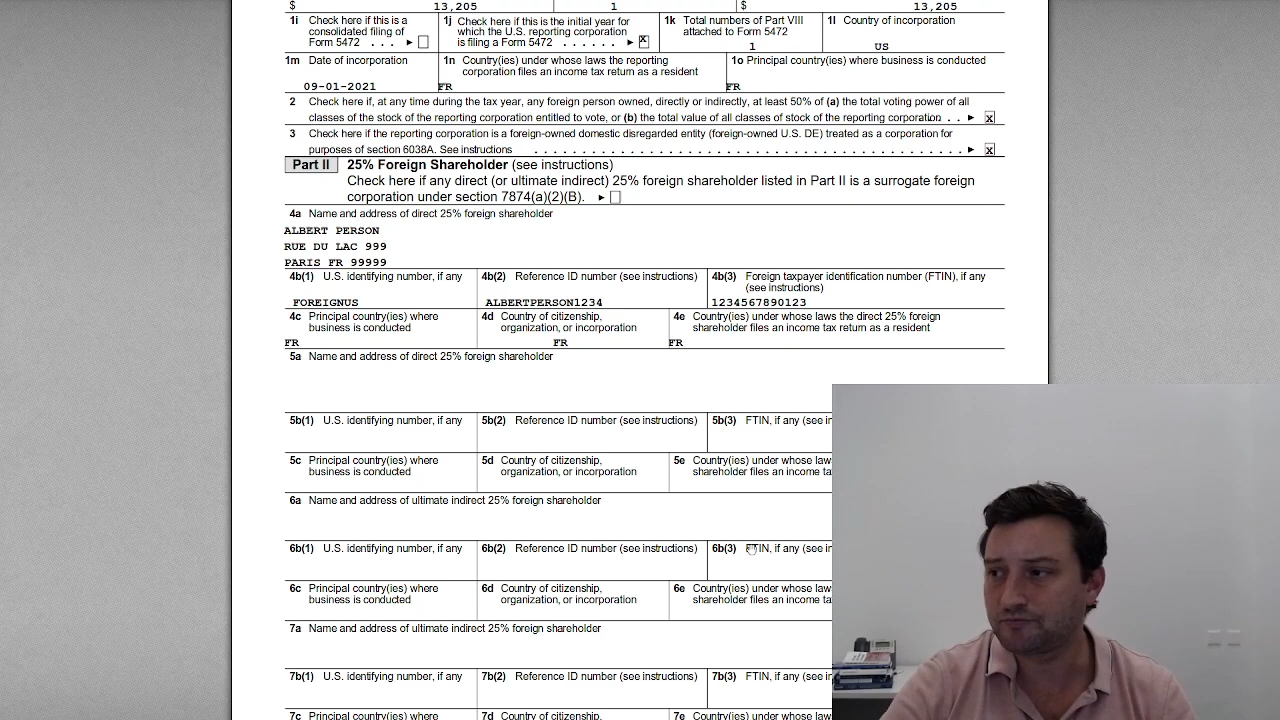 $ 13,205 1 $ 13,205
1i Check here if this is a consolidated filing of Form 5472 . . . ► 
1j Check here if this is the initial year for which the U.S. reporting corporation is filing a Form 5472 . . . . . . ► X
1k Total numbers of Part VIII attached to Form 5472
1
1l Country of incorporation
US
1m Date of incorporation
09-01-2021
1n Country(ies) under whose laws the reporting corporation files an income tax return as a resident
FR
1o Principal country(ies) where business is conducted
FR
2 Check here if, at any time during the tax year, any foreign person owned, directly or indirectly, at least 50% of (a) the total voting power of all
classes of the stock of the reporting corporation entitled to vote, or (b) the total value of all classes of stock of the reporting corporation . . ► X
3 Check here if the reporting corporation is a foreign-owned domestic disregarded entity (foreign-owned U.S. DE) treated as a corporation for
purposes of section 6038A. See instructions . . . . . . . . . . . . . . . . . . . . . . . . . . . . . . ► X
Part II 25% Foreign Shareholder (see instructions)
Check here if any direct (or ultimate indirect) 25% foreign shareholder listed in Part II is a surrogate foreign
corporation under section 7874(a)(2)(B). ►
4a Name and address of direct 25% foreign shareholder
ALBERT PERSON
RUE DU LAC 999
PARIS FR 99999
4b(1) U.S. identifying number, if any
FOREIGNUS
4b(2) Reference ID number (see instructions)
ALBERTPERSON1234
4b(3) Foreign taxpayer identification number (FTIN), if any
(see instructions)
1234567890123
4c Principal country(ies) where
business is conducted
FR
4d Country of citizenship,
organization, or incorporation
FR
4e Country(ies) under whose laws the direct 25% foreign
shareholder files an income tax return as a resident
FR
5a Name and address of direct 25% foreign shareholder
5b(1) U.S. identifying number, if any
5b(2) Reference ID number (see instructions)
5b(3) FTIN, if any (see in
5c Principal country(ies) where
business is conducted
5d Country of citizenship,
organization, or incorporation
5e Country(ies) under whose law
shareholder files an income ta
6a Name and address of ultimate indirect 25% foreign shareholder
6b(1) U.S. identifying number, if any
6b(2) Reference ID number (see instructions)
6b(3) FTIN, if any (see in
6c Principal country(ies) where
business is conducted
6d Country of citizenship,
organization, or incorporation
6e Country(ies) under whose law
shareholder files an income ta
7a Name and address of ultimate indirect 25% foreign shareholder
7b(1) U.S. identifying number, if any
7b(2) Reference ID number (see instructions)
7b(3) FTIN, if any (see in
7c Principal country(ies) where
7d Country of citizenship,
7e Country(ies) under whose law